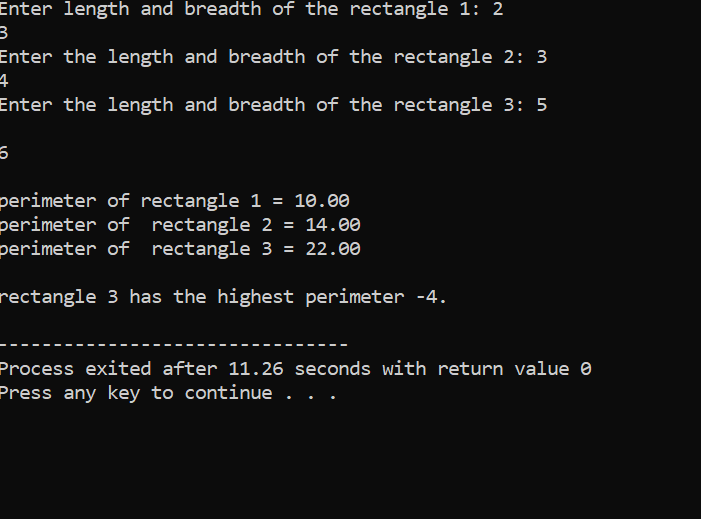 Enter length and breadth of the rectangle 1: 2
3
Enter the length and breadth of the rectangle 2: 3
4
Enter the length and breadth of the rectangle 3: 5
6
perimeter of rectangle 1 = 10.00
perimeter of  rectangle 2 = 14.00
perimeter of  rectangle 3 = 22.00
rectangle 3 has the highest perimeter -4.
--------------------------------
Process exited after 11.26 seconds with return value 0
Press any key to continue . . .